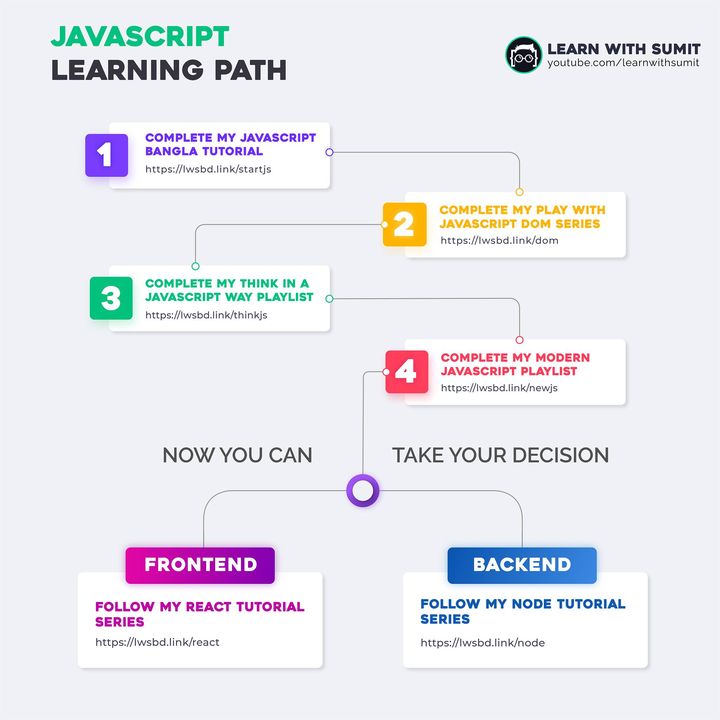 JAVASCRIPT
LEARNING PATH
LEARN WITH SUMIT
youtube.com/learnwithsumit
1
COMPLETE MY JAVASCRIPT
BANGLA TUTORIAL
https://lwsbd.link/startjs
2
COMPLETE MY PLAY WITH
JAVASCRIPT DOM SERIES
https://lwsbd.link/dom
3
COMPLETE MY THINK IN A
JAVASCRIPT WAY PLAYLIST
https://lwsbd.link/thinkjs
4
COMPLETE MY MODERN
JAVASCRIPT PLAYLIST
https://lwsbd.link/newjs
NOW YOU CAN TAKE YOUR DECISION
FRONTEND
FOLLOW MY REACT TUTORIAL
SERIES
https://lwsbd.link/react
BACKEND
FOLLOW MY NODE TUTORIAL
SERIES
https://lwsbd.link/node